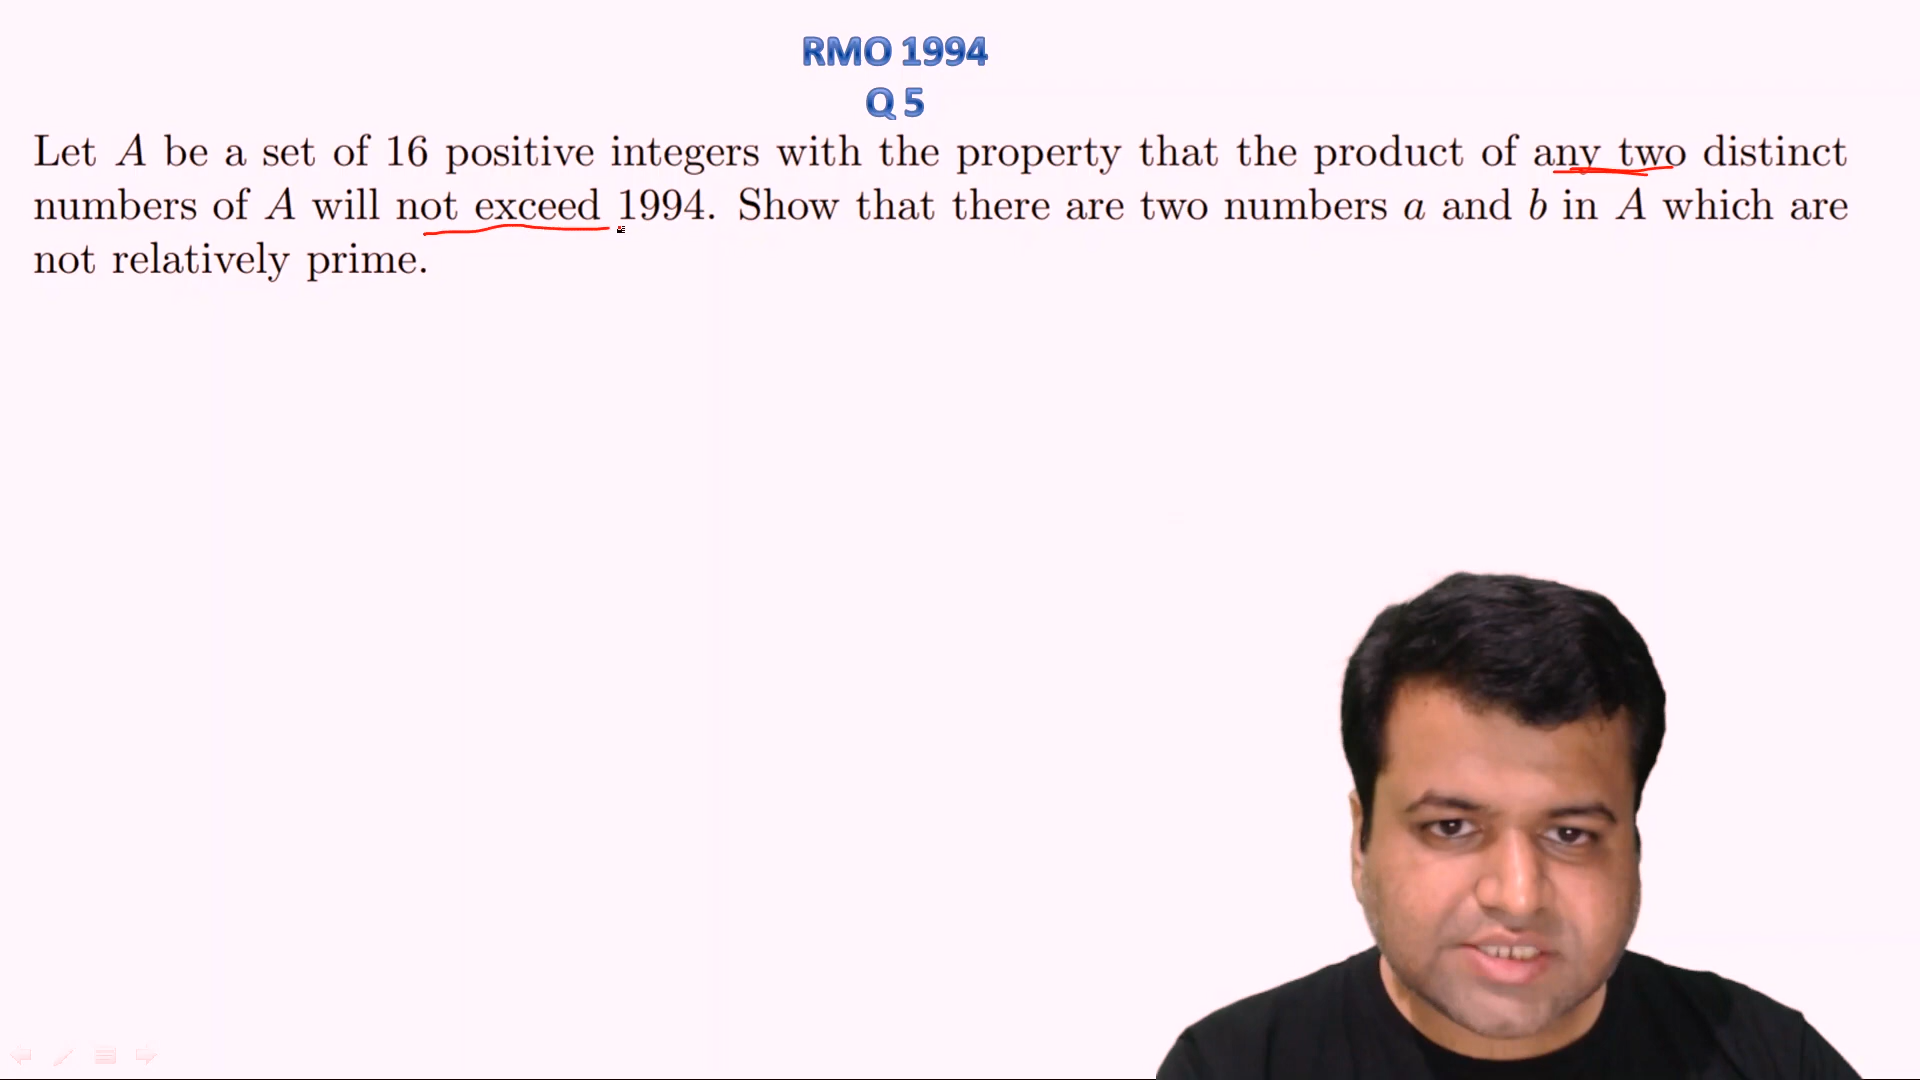 RMO 1994
Q 5
Let A be a set of 16 positive integers with the property that the product of any two distinct
numbers of A will not exceed 1994. Show that there are two numbers a and b in A which are
not relatively prime.